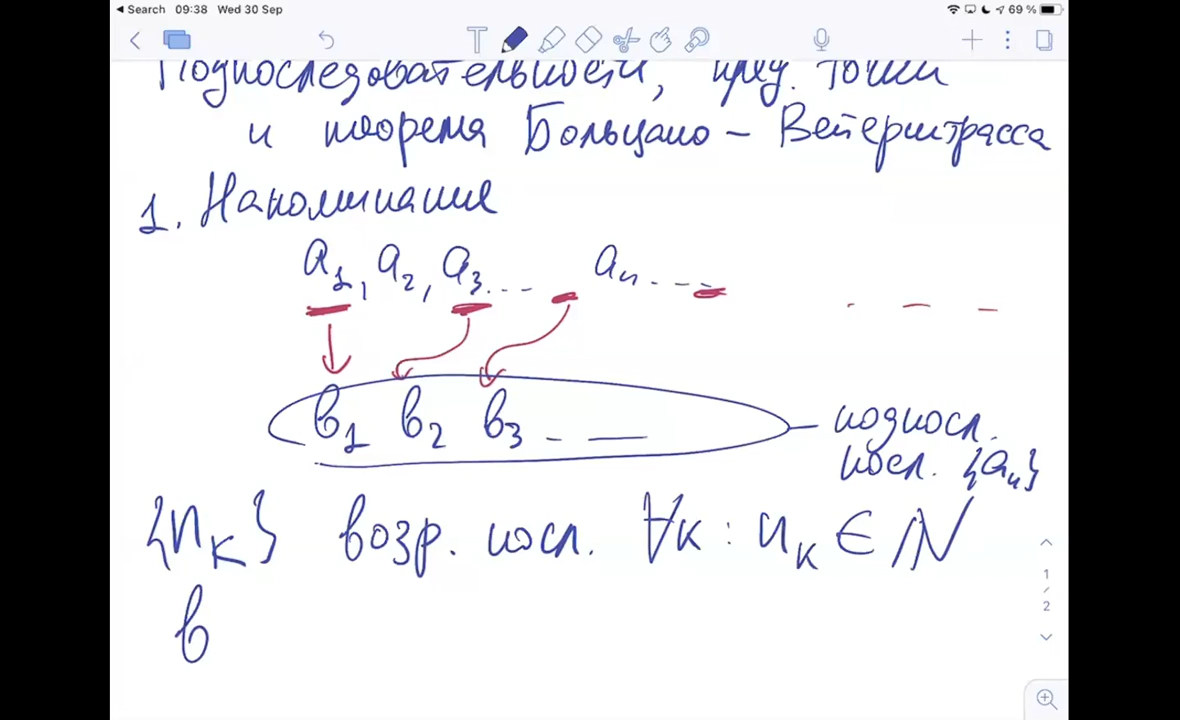 Search 09:38 Wed 30 Sep 69 %
Подпоследовательности, пред. точки
и теорема Больцано - Вейерштрасса
1. Напоминания
a₁, a₂, a₃... aₙ...
b₁ b₂ b₃ - — подпосл.
посл. {aₙ}
{nₖ} возр. посл. ∀k : nₖ ∈ ℕ
b
1
/
2